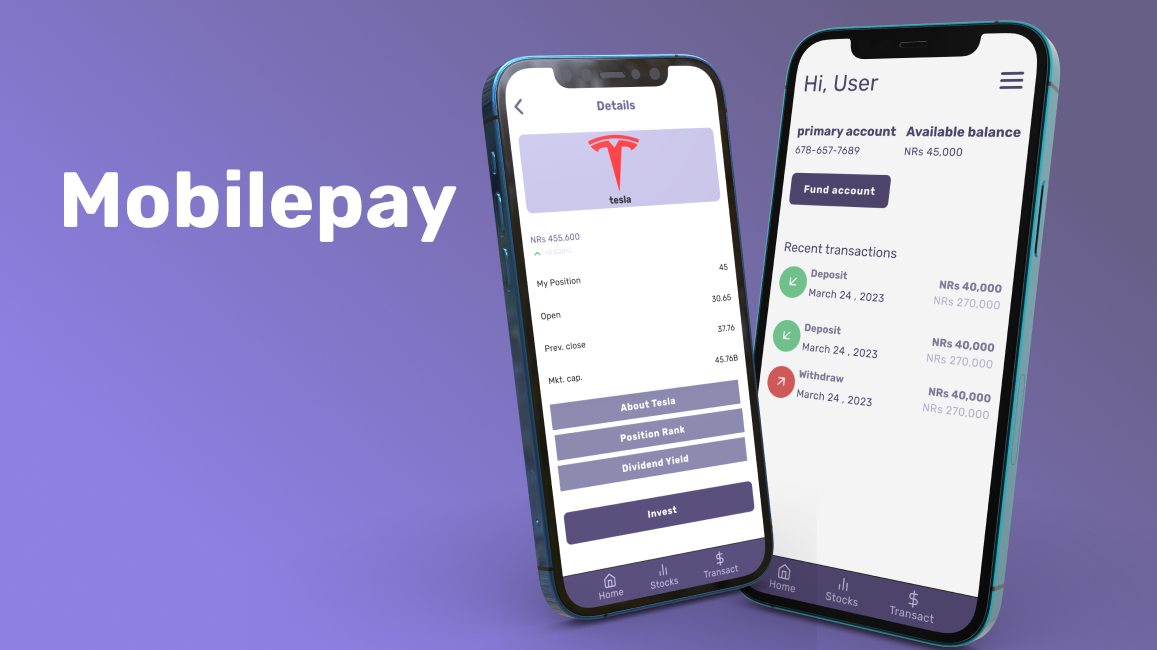 Mobilepay
Details
tesla
NRs 455,600
My Position
45
Open
30.65
Prev. close
37.76
Mkt. cap.
45.76B
About Tesla
Position Rank
Dividend Yield
Invest
Home
Stocks
Transact
Hi, User
primary account
Available balance
678-657-7689
NRs 45,000
Fund account
Recent transactions
Deposit
NRs 40,000
March 24 , 2023
NRs 270,000
Deposit
NRs 40,000
March 24 , 2023
NRs 270,000
Withdraw
NRs 40,000
March 24 , 2023
NRs 270,000
Home
Stocks
Transact